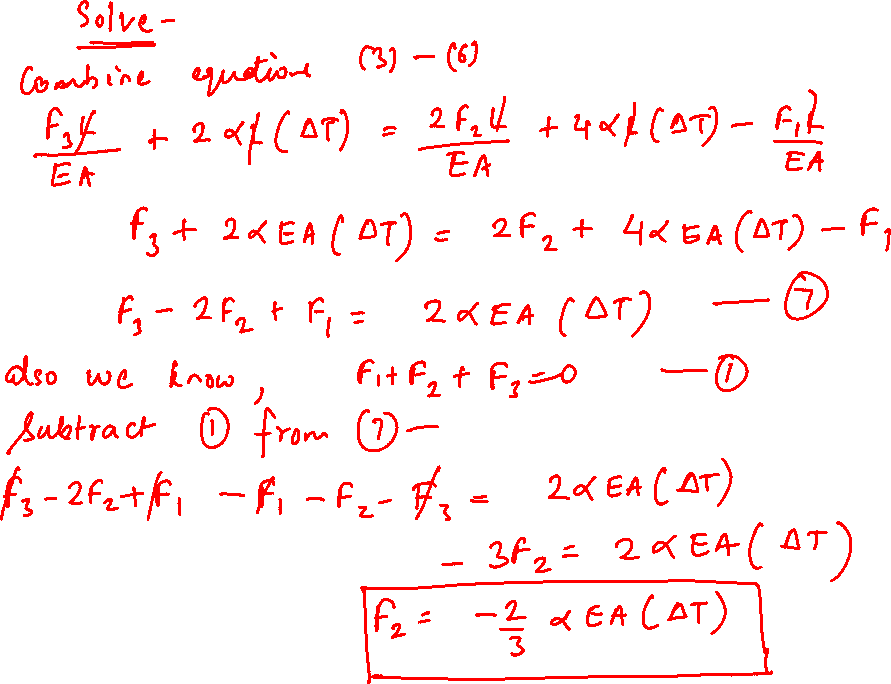 Solve -
Combine equations (3) - (6)
F₃L/EA + 2αL(ΔT) = 2F₂L/EA + 4αL(ΔT) - F₁L/EA
F₃ + 2αEA(ΔT) = 2F₂ + 4αEA(ΔT) - F₁
F₃ - 2F₂ + F₁ = 2αEA(ΔT) — ⑦
also we know, F₁+F₂+F₃=0 — ①
Subtract ① from ⑦ -
F₃-2F₂+F₁ -F₁-F₂-F₃ = 2αEA(ΔT)
-3F₂ = 2αEA(ΔT)
F₂ = -2/3 αEA(ΔT)